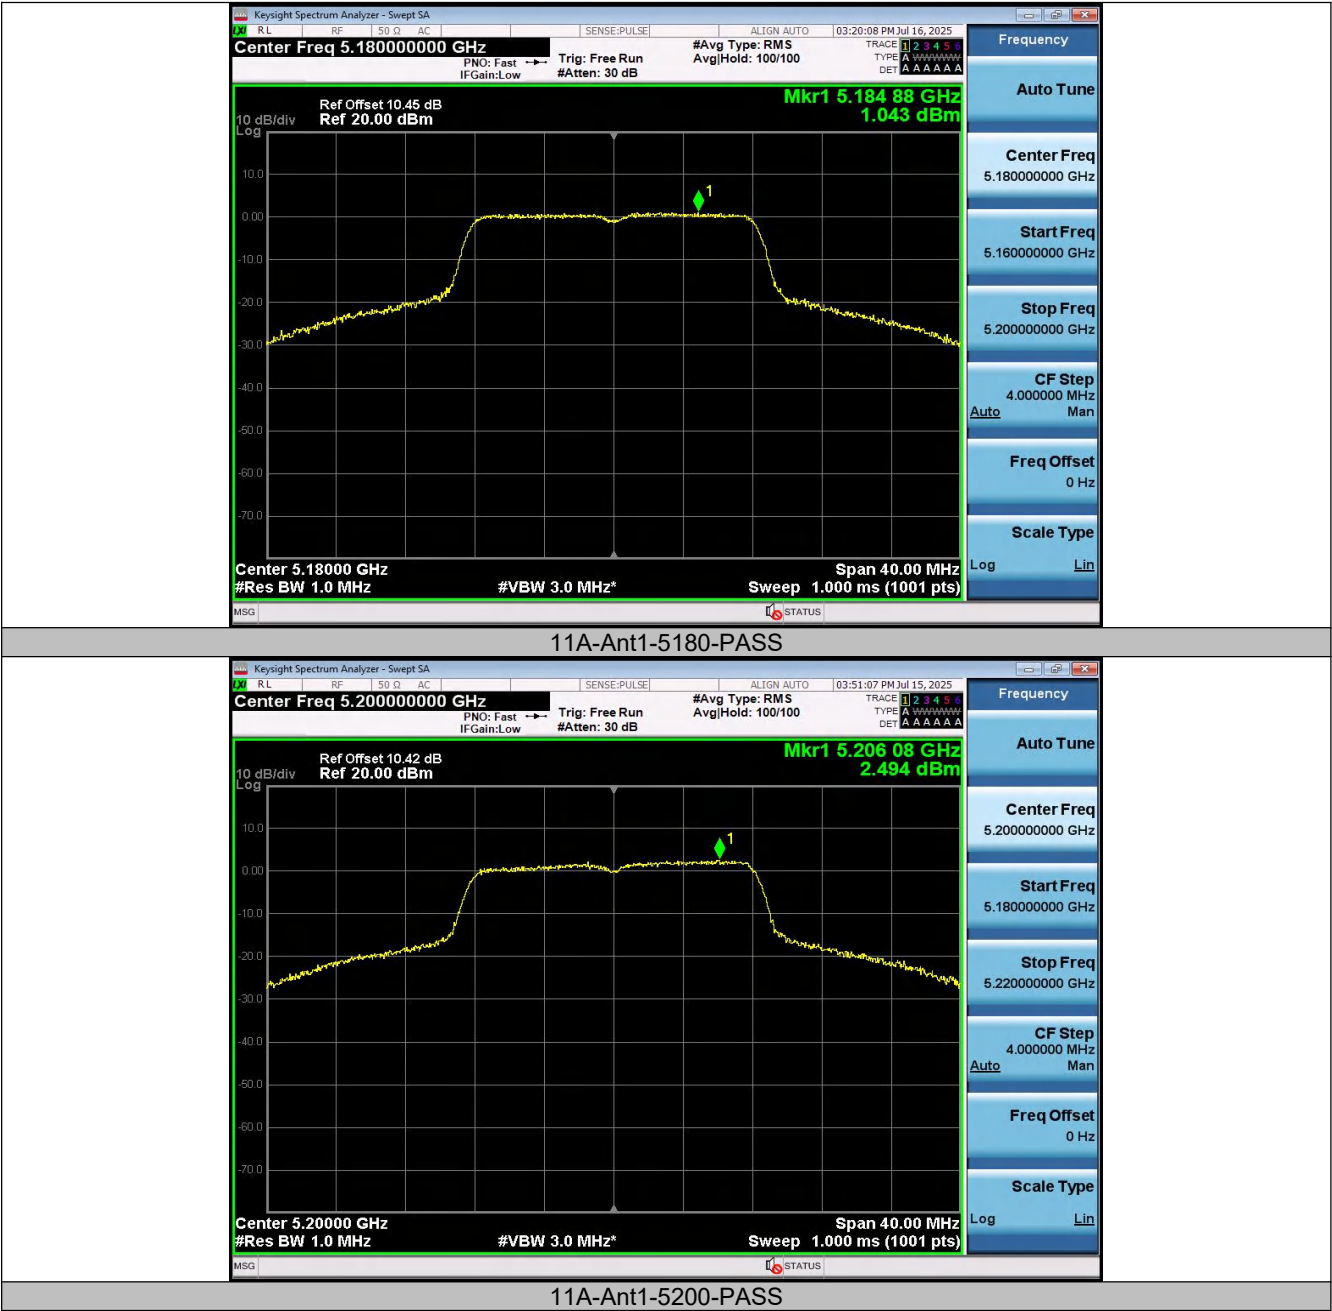 Keysight Spectrum Analyzer - Swept SA
LXI RL RF 50 Ω AC SENSE:PULSE ALIGN AUTO 03:20:08 PM Jul 16, 2025
Center Freq 5.180000000 GHz
PNO: Fast
IFGain:Low
Trig: Free Run
#Atten: 30 dB
#Avg Type: RMS
Avg|Hold: 100/100
TRACE 1 2 3 4 5 6
TYPE A WWWWW
DET A A A A A A
Mkr1 5.184 88 GHz
1.043 dBm
Ref Offset 10.45 dB
10 dB/div Ref 20.00 dBm
Log
10.0
0.00
-10.0
-20.0
-30.0
-40.0
-50.0
-60.0
-70.0
1
Center 5.18000 GHz Span 40.00 MHz
#Res BW 1.0 MHz #VBW 3.0 MHz* Sweep 1.000 ms (1001 pts)
MSG STATUS
Frequency
Auto Tune
Center Freq
5.180000000 GHz
Start Freq
5.160000000 GHz
Stop Freq
5.200000000 GHz
CF Step
4.000000 MHz
Auto Man
Freq Offset
0 Hz
Scale Type
Log Lin
11A-Ant1-5180-PASS
Keysight Spectrum Analyzer - Swept SA
LXI RL RF 50 Ω AC SENSE:PULSE ALIGN AUTO 03:51:07 PM Jul 15, 2025
Center Freq 5.200000000 GHz
PNO: Fast
IFGain:Low
Trig: Free Run
#Atten: 30 dB
#Avg Type: RMS
Avg|Hold: 100/100
TRACE 1 2 3 4 5 6
TYPE A WWWWW
DET A A A A A A
Mkr1 5.206 08 GHz
2.494 dBm
Ref Offset 10.42 dB
10 dB/div Ref 20.00 dBm
Log
10.0
0.00
-10.0
-20.0
-30.0
-40.0
-50.0
-60.0
-70.0
1
Center 5.20000 GHz Span 40.00 MHz
#Res BW 1.0 MHz #VBW 3.0 MHz* Sweep 1.000 ms (1001 pts)
MSG STATUS
Frequency
Auto Tune
Center Freq
5.200000000 GHz
Start Freq
5.180000000 GHz
Stop Freq
5.220000000 GHz
CF Step
4.000000 MHz
Auto Man
Freq Offset
0 Hz
Scale Type
Log Lin
11A-Ant1-5200-PASS